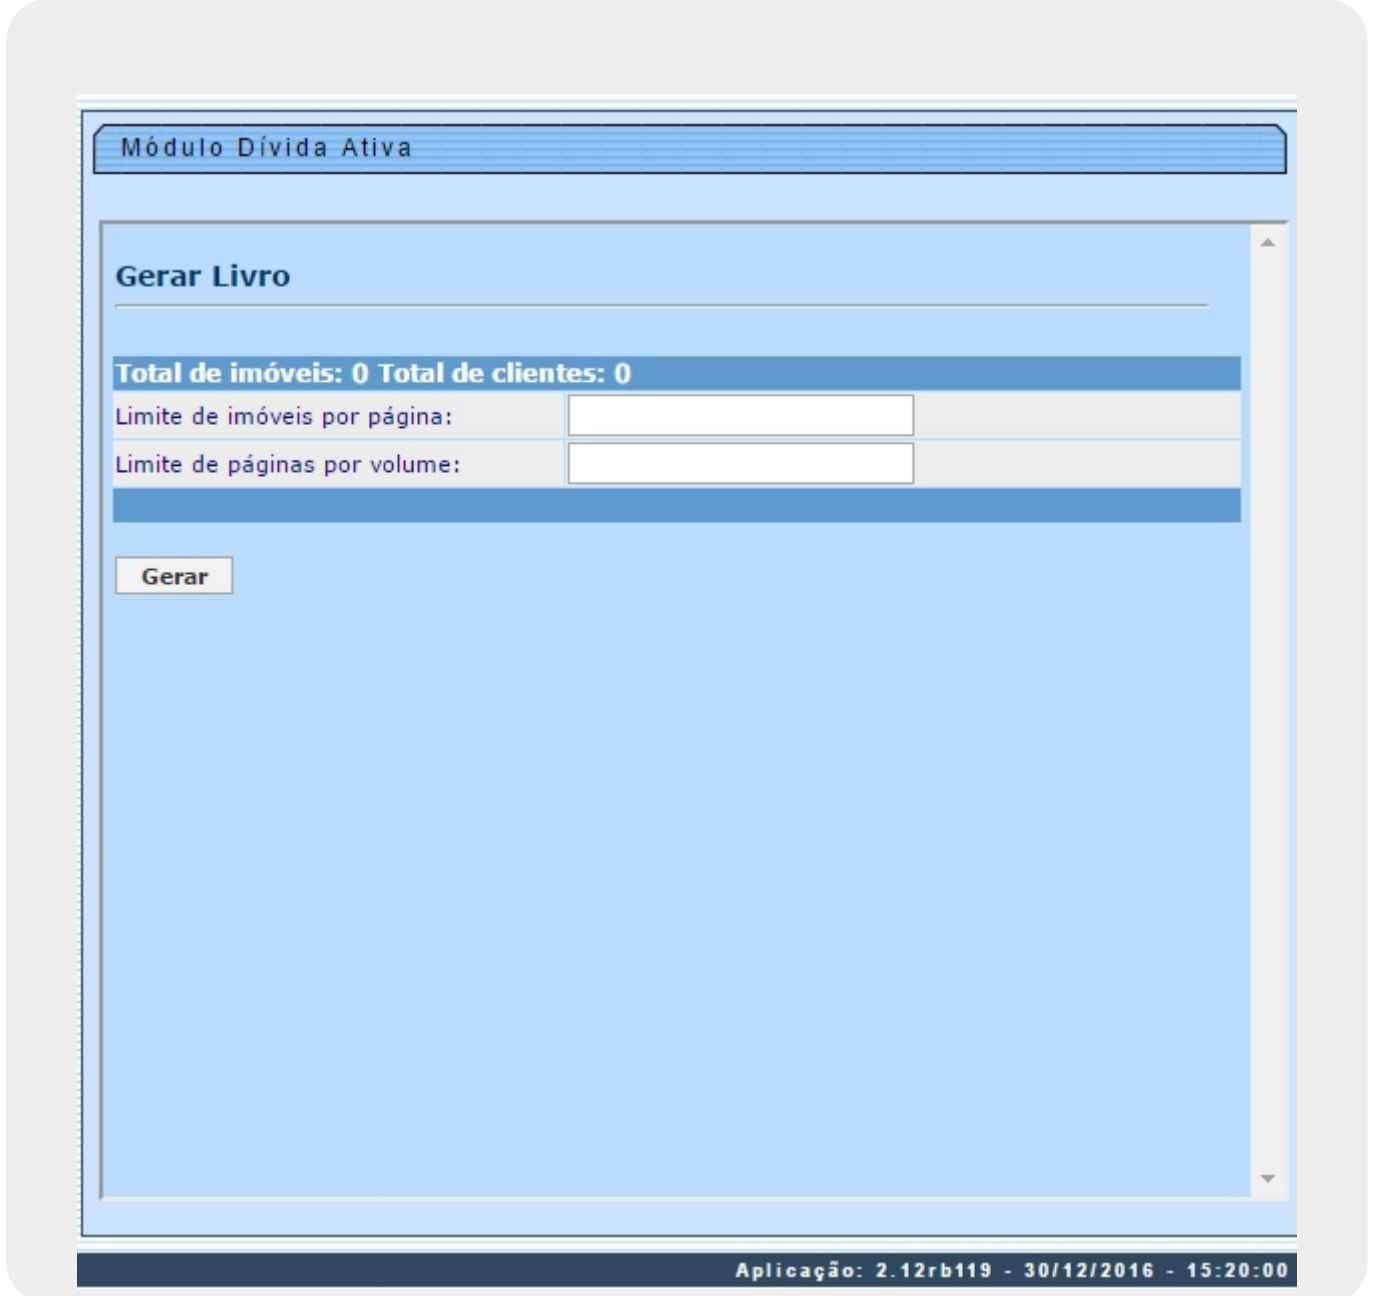 Módulo Dívida Ativa
Gerar Livro
Total de imóveis: 0 Total de clientes: 0
Limite de imóveis por página:
Limite de páginas por volume:
Gerar
Aplicação: 2.12rb119 - 30/12/2016 - 15:20:00